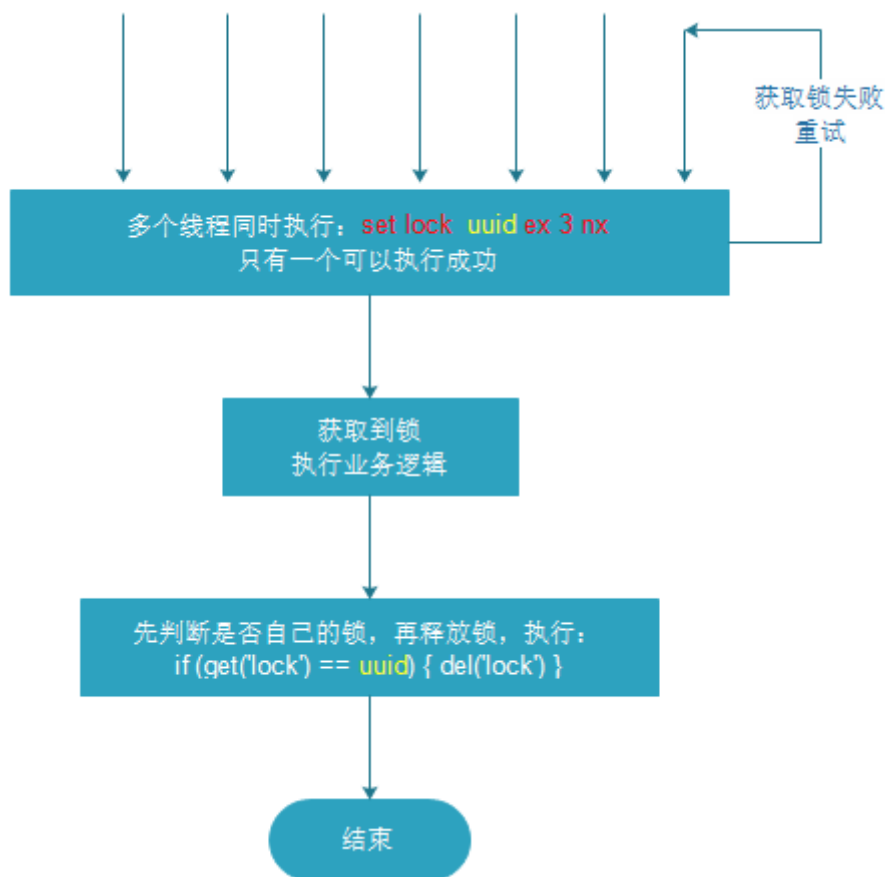 获取锁失败
重试
多个线程同时执行：set lock uuid ex 3 nx
只有一个可以执行成功
获取到锁
执行业务逻辑
先判断是否自己的锁，再释放锁，执行：
if (get('lock') == uuid) { del('lock') }
结束